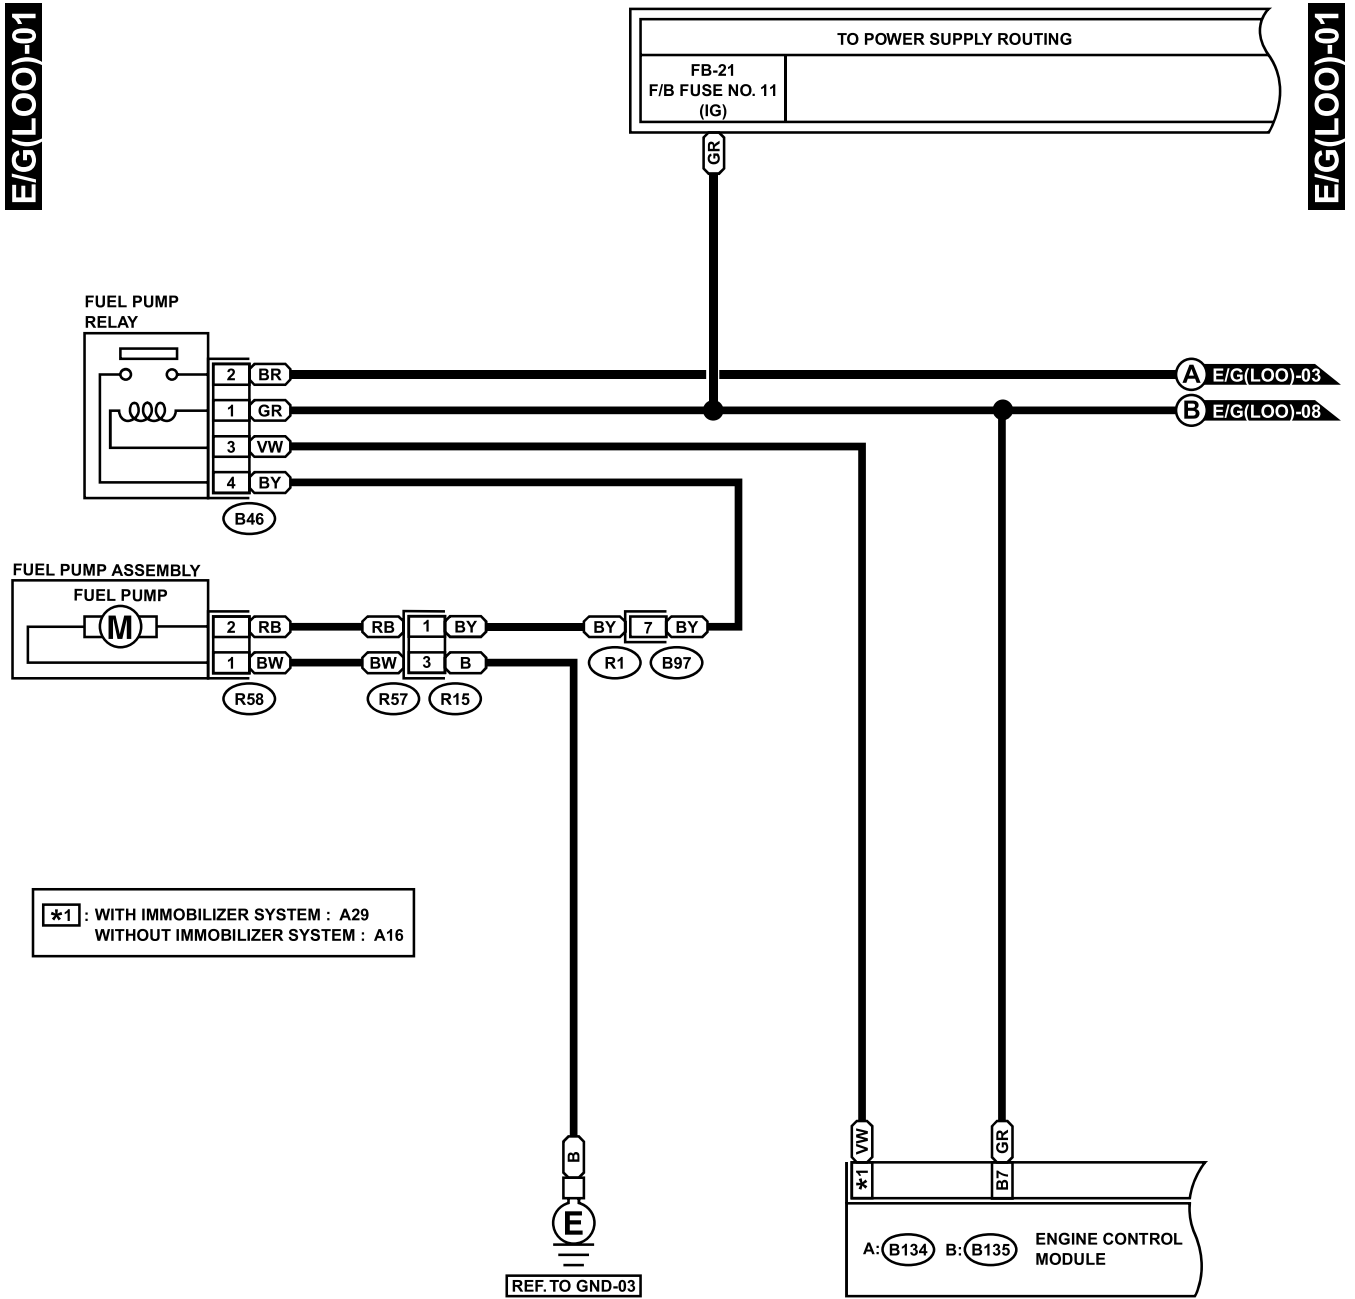 E/G(LOO)-01
E/G(LOO)-01
TO POWER SUPPLY ROUTING
FB-21
F/B FUSE NO. 11
(IG)
GR
FUEL PUMP
RELAY
2 BR
A E/G(LOO)-03
1 GR
B E/G(LOO)-08
3 VW
4 BY
B46
FUEL PUMP ASSEMBLY
FUEL PUMP
M
2 RB RB 1 BY BY 7 BY
1 BW BW 3 B
R1 B97
R58 R57 R15
*1 : WITH IMMOBILIZER SYSTEM : A29
WITHOUT IMMOBILIZER SYSTEM : A16
VW GR
B
*1 B7
E
REF. TO GND-03
A: B134 B: B135
ENGINE CONTROL
MODULE